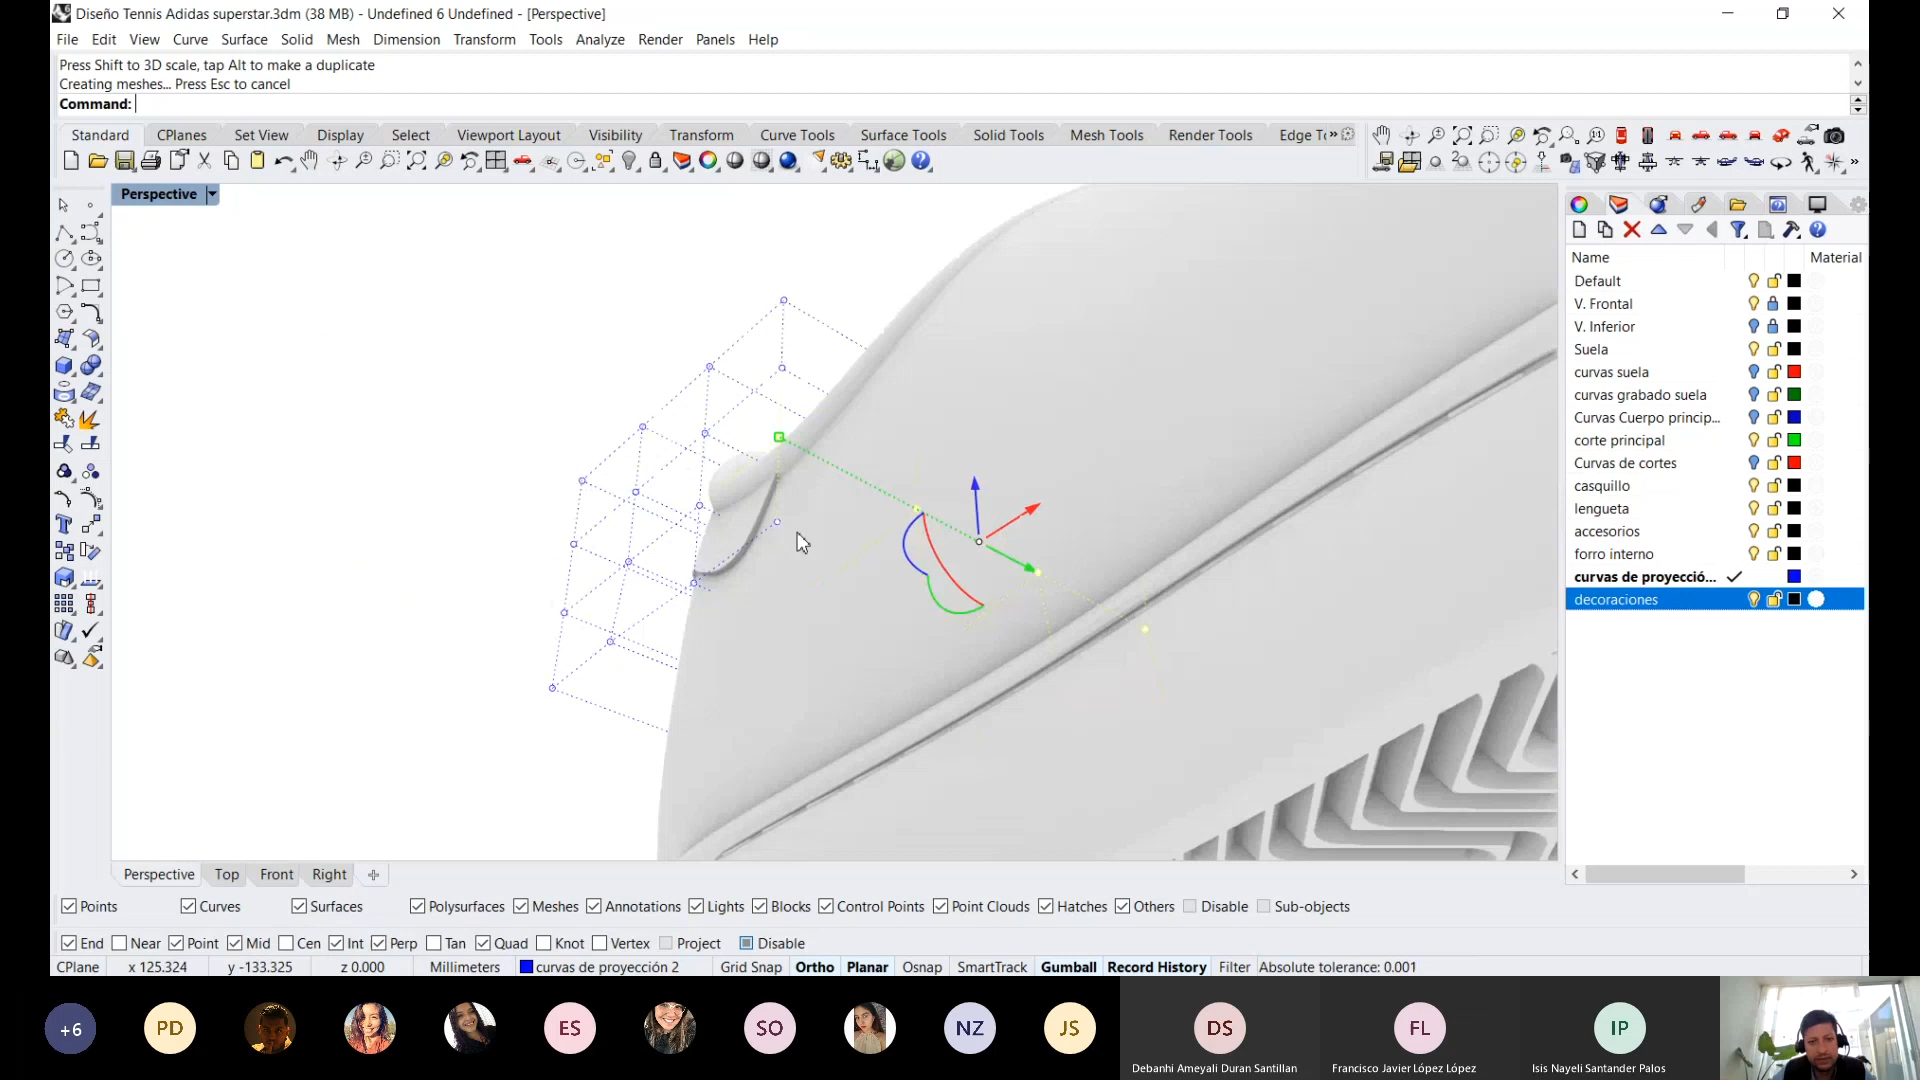 Diseño Tennis Adidas superstar.3dm (38 MB) - Undefined 6 Undefined - [Perspective]
File Edit View Curve Surface Solid Mesh Dimension Transform Tools Analyze Render Panels Help
Press Shift to 3D scale, tap Alt to make a duplicate
Creating meshes... Press Esc to cancel
Command:
Standard CPlanes Set View Display Select Viewport Layout Visibility Transform Curve Tools Surface Tools Solid Tools Mesh Tools Render Tools Edge To
Perspective
Name Material
Default
V. Frontal
V. Inferior
Suela
curvas suela
curvas grabado suela
Curvas Cuerpo princip...
corte principal
Curvas de cortes
casquillo
lengueta
accesorios
forro interno
curvas de proyecció...
decoraciones
Perspective Top Front Right
Points Curves Surfaces Polysurfaces Meshes Annotations Lights Blocks Control Points Point Clouds Hatches Others Disable Sub-objects
End Near Point Mid Cen Int Perp Tan Quad Knot Vertex Project Disable
CPlane x 125.324 y -133.325 z 0.000 Millimeters curvas de proyección 2 Grid Snap Ortho Planar Osnap SmartTrack Gumball Record History Filter Absolute tolerance: 0.001
+6 PD ES SO NZ JS DS FL IP
Debanhi Ameyali Duran Santillan Francisco Javier López López Isis Nayeli Santander Palos